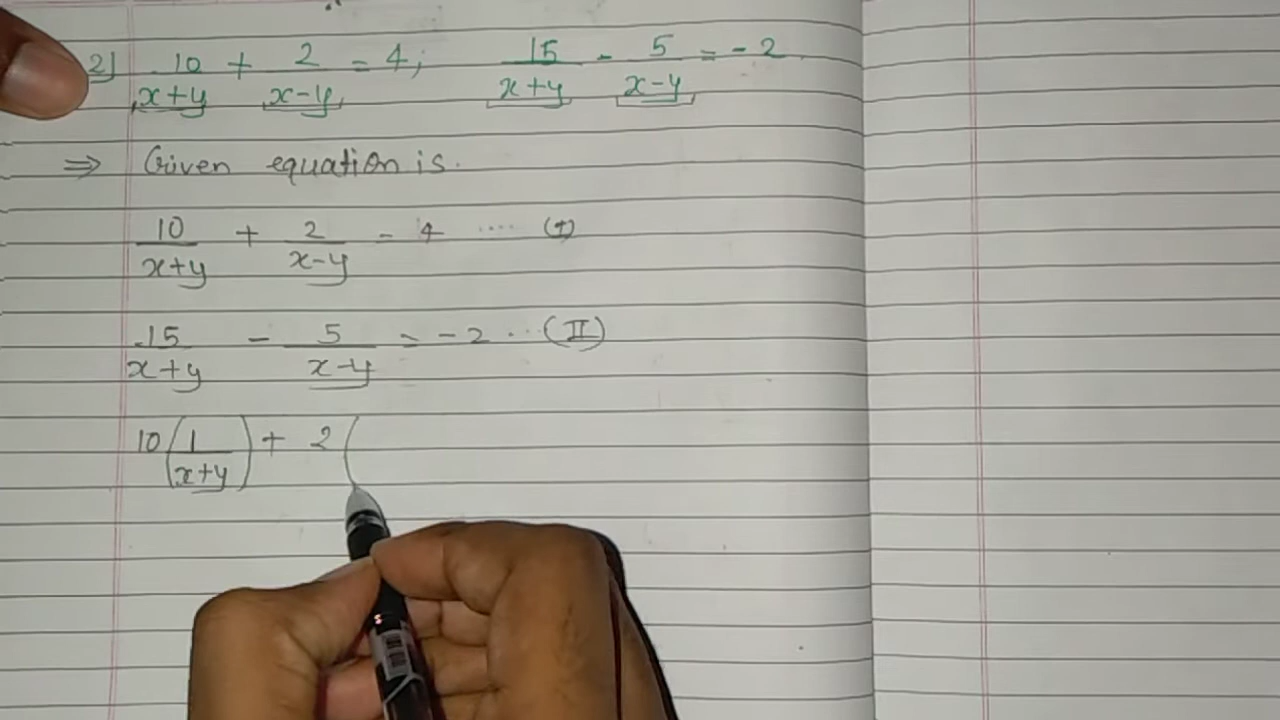 2] 10/(x+y) + 2/(x-y) = 4; 15/(x+y) - 5/(x-y) = -2
⇒ Given equation is.
10/(x+y) + 2/(x-y) = 4 .... (I)
15/(x+y) - 5/(x-y) = -2 ... (II)
10(1/(x+y)) + 2(